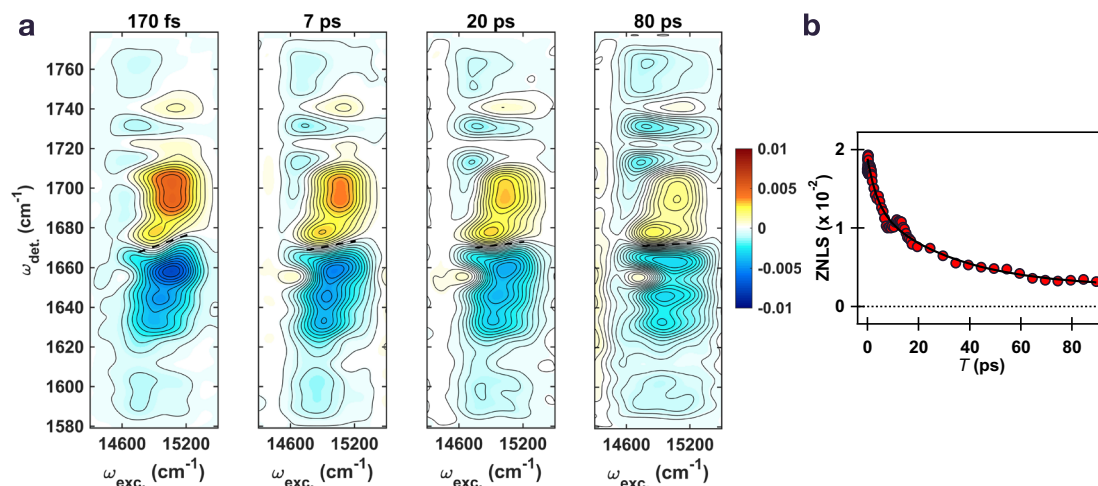 a
170 fs
7 ps
20 ps
80 ps
b
1760
1740
1720
1700
1680
1660
1640
1620
1600
1580
ω det. (cm-1)
14600 15200
14600 15200
14600 15200
14600 15200
ωexc. (cm-1)
ωexc. (cm-1)
ωexc. (cm-1)
ωexc (cm-1)
0.01
0.005
0
-0.005
-0.01
ZNLS (x 10-2)
2
1
0
0 20 40 60 80
T (ps)